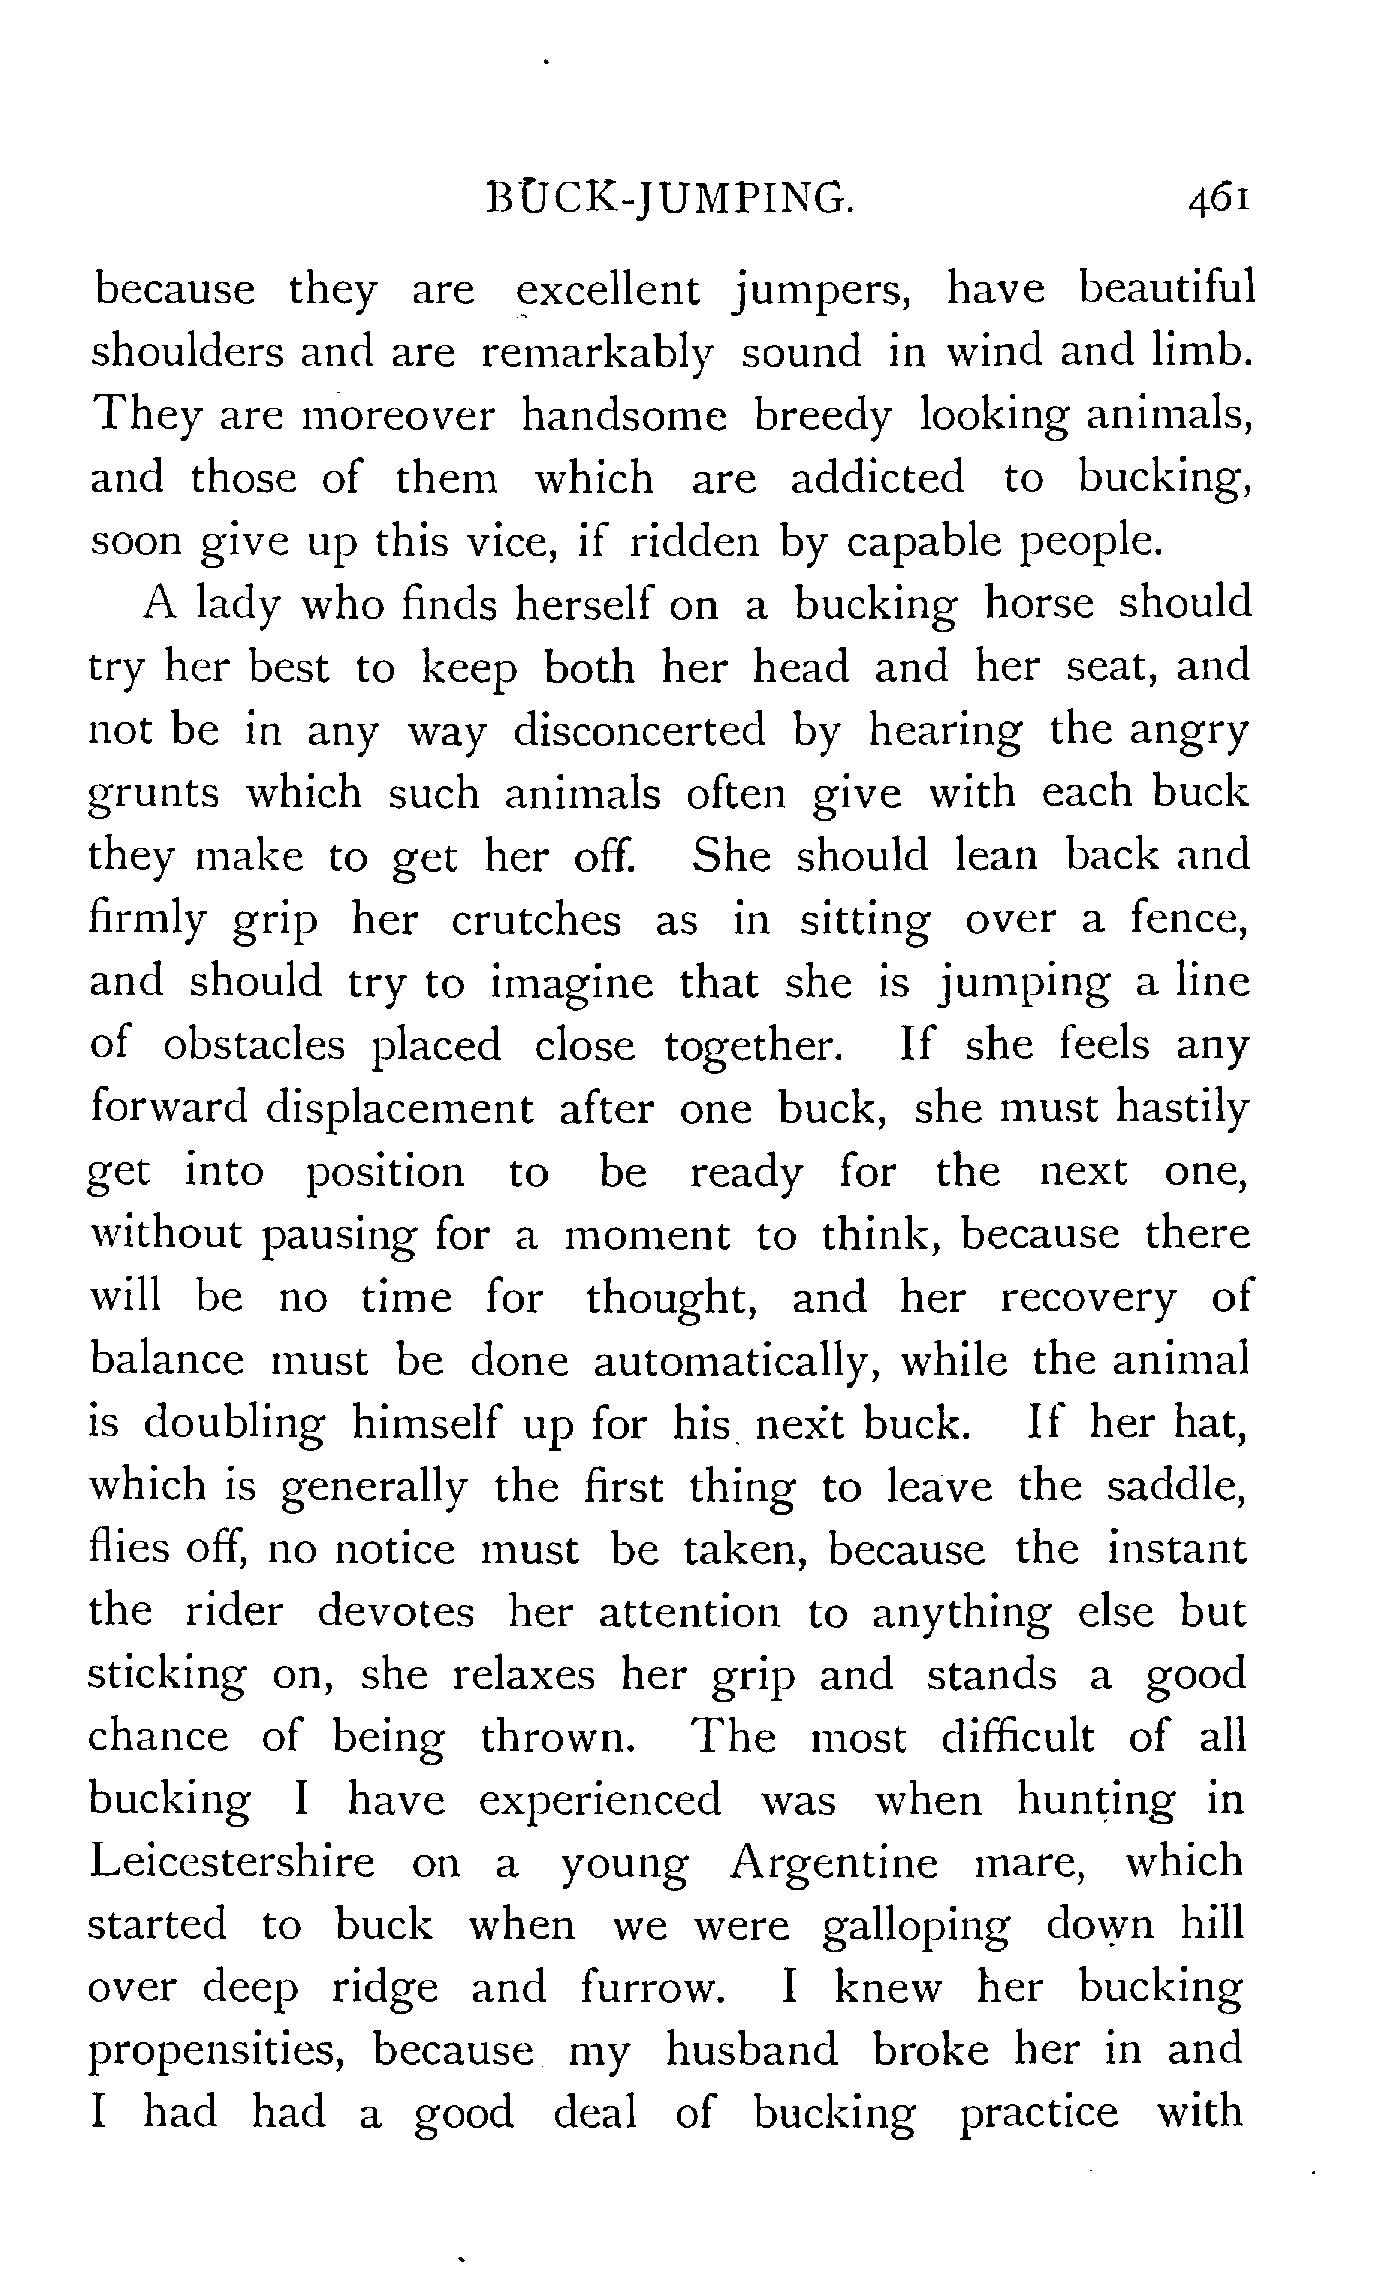 BUCK-JUMPING. 461
because they are excellent jumpers, have beautiful
shoulders and are remarkably sound in wind and limb.
They are moreover handsome breedy looking animals,
and those of them which are addicted to bucking,
soon give up this vice, if ridden by capable people.
A lady who finds herself on a bucking horse should
try her best to keep both her head and her seat, and
not be in any way disconcerted by hearing the angry
grunts which such animals often give with each buck
they make to get her off. She should lean back and
firmly grip her crutches as in sitting over a fence,
and should try to imagine that she is jumping a line
of obstacles placed close together. If she feels any
forward displacement after one buck, she must hastily
get into position to be ready for the next one,
without pausing for a moment to think, because there
will be no time for thought, and her recovery of
balance must be done automatically, while the animal
is doubling himself up for his next buck. If her hat,
which is generally the first thing to leave the saddle,
flies off, no notice must be taken, because the instant
the rider devotes her attention to anything else but
sticking on, she relaxes her grip and stands a good
chance of being thrown. The most difficult of all
bucking I have experienced was when hunting in
Leicestershire on a young Argentine mare, which
started to buck when we were galloping down hill
over deep ridge and furrow. I knew her bucking
propensities, because my husband broke her in and
I had had a good deal of bucking practice with